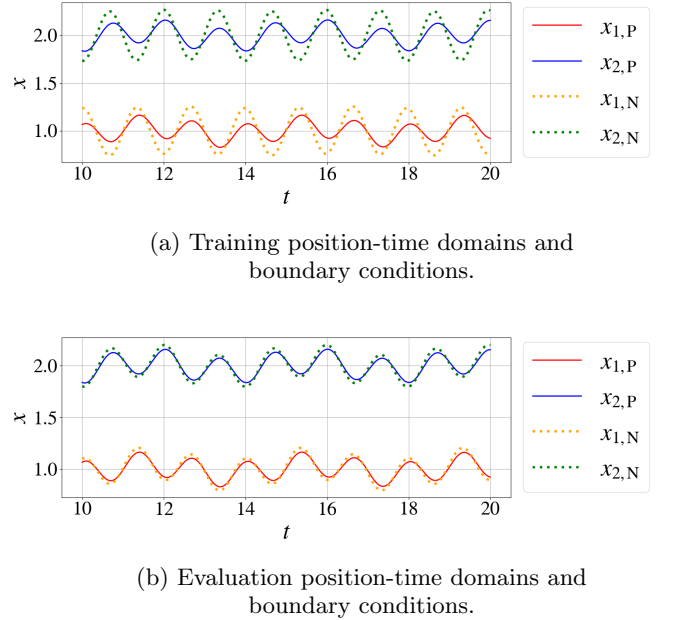 2.0
1.5
1.0
x
10
12
14
16
18
20
t
x₁,P
x₂,P
x₁,N
x₂,N
(a) Training position-time domains and
boundary conditions.
2.0
1.5
1.0
x
10
12
14
16
18
20
t
x₁,P
x₂,P
x₁,N
x₂,N
(b) Evaluation position-time domains and
boundary conditions.